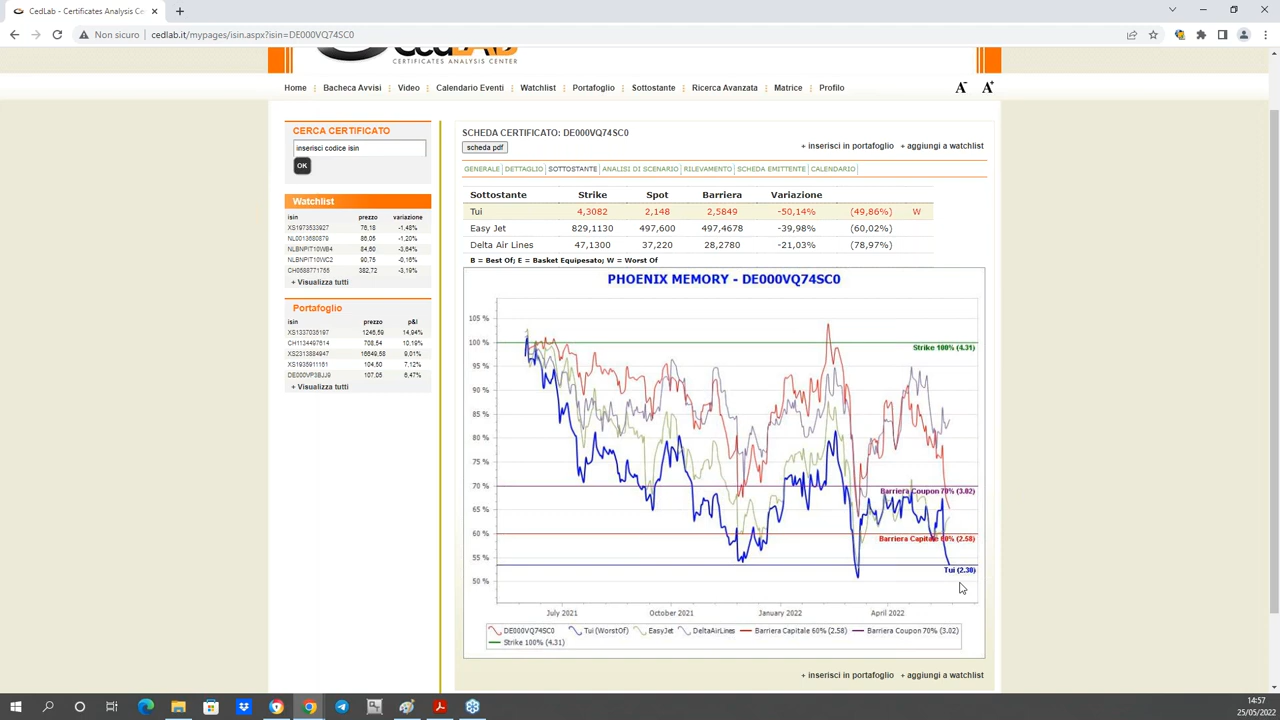 CedLab - Certificates Analysis Ce
Non sicuro
cedlab.it/mypages/isin.aspx?isin=DE000VQ74SC0
CedLAB
CERTIFICATES ANALYSIS CENTER
Home
Bacheca Avvisi
Video
Calendario Eventi
Watchlist
Portafoglio
Sottostante
Ricerca Avanzata
Matrice
Profilo
A-
A+
CERCA CERTIFICATO
inserisci codice isin
OK
Watchlist
isin prezzo variazione
XS1973533927 76,18 -1,48%
NL0013680879 86,05 -1,20%
NLBNPIT10WB4 84,60 -3,64%
NLBNPIT10WC2 90,75 -0,16%
CH0588771765 382,72 -3,19%
+ Visualizza tutti
Portafoglio
isin prezzo p&l
XS1337036197 1246,59 14,94%
CH1134497614 708,54 10,19%
XS2313884947 16649,58 9,01%
XS1935911161 104,50 7,12%
DE000VP3BJJ9 107,05 6,47%
+ Visualizza tutti
SCHEDA CERTIFICATO: DE000VQ74SC0
scheda pdf
+ inserisci in portafoglio + aggiungi a watchlist
GENERALE DETTAGLIO SOTTOSTANTE ANALISI DI SCENARIO RILEVAMENTO SCHEDA EMITTENTE CALENDARIO
Sottostante Strike Spot Barriera Variazione
Tui 4,3082 2,148 2,5849 -50,14% (49,86%) W
Easy Jet 829,1130 497,600 497,4678 -39,98% (60,02%)
Delta Air Lines 47,1300 37,220 28,2780 -21,03% (78,97%)
B = Best Of; E = Basket Equipesato; W = Worst Of
PHOENIX MEMORY - DE000VQ74SC0
105 %
100 %
Strike 100% (4.31)
95 %
90 %
85 %
80 %
75 %
70 %
Barriera Coupon 70% (3.02)
65 %
60 %
Barriera Capitale 60% (2.58)
55 %
Tui (2.30)
50 %
July 2021
October 2021
January 2022
April 2022
DE000VQ74SC0 Tui (WorstOf) EasyJet DeltaAirLines Barriera Capitale 60% (2.58) Barriera Coupon 70% (3.02)
Strike 100% (4.31)
+ inserisci in portafoglio + aggiungi a watchlist
14:57
25/05/2022